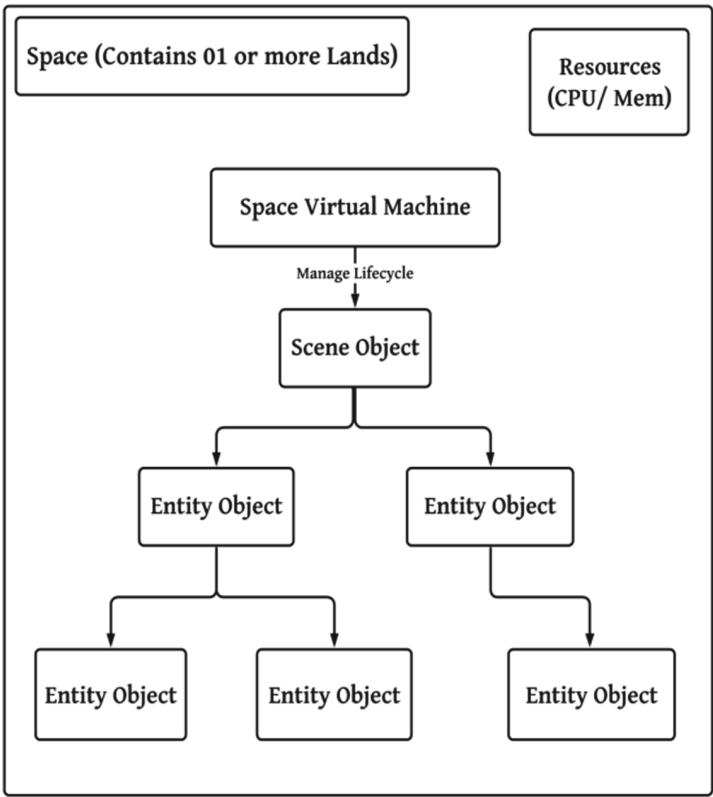 Space (Contains 01 or more Lands)
Resources
(CPU/ Mem)
Space Virtual Machine
Manage Lifecycle
Scene Object
Entity Object
Entity Object
Entity Object
Entity Object
Entity Object